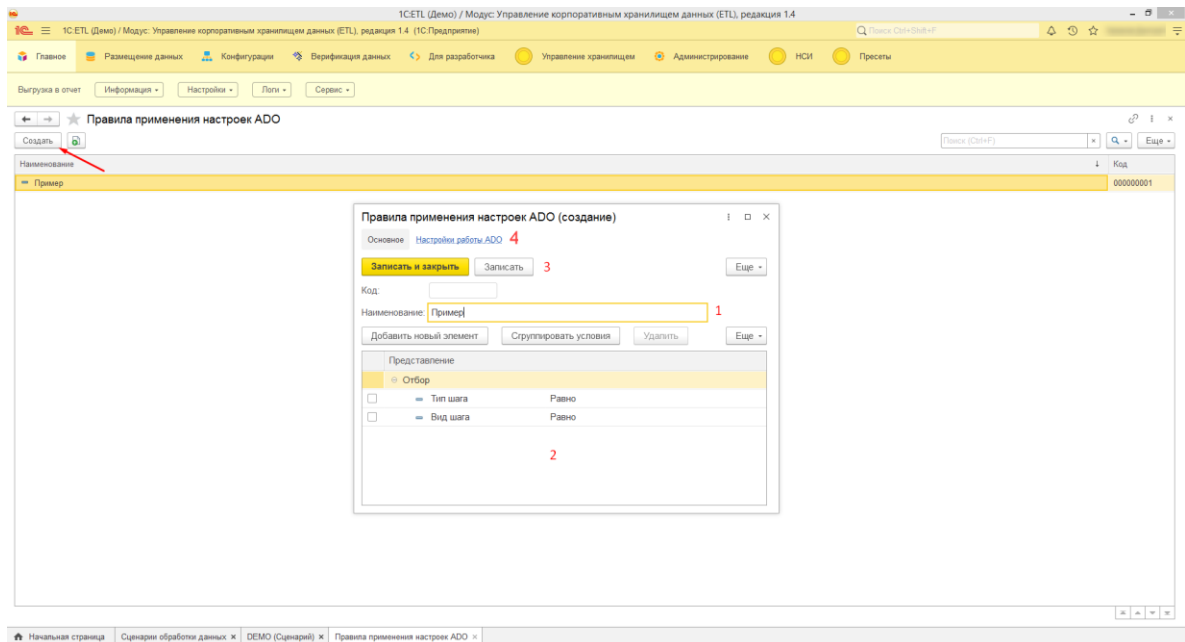 1C:ETL (Демо) / Модус: Управление корпоративным хранилищем данных (ETL), редакция 1.4
1C:ETL (Демо) / Модус: Управление корпоративным хранилищем данных (ETL), редакция 1.4 (1С:Предприятие) Поиск Ctrl+Shift+F
Главное Размещение данных Конфигурации Верификация данных Для разработчика Управление хранилищем Администрирование НСИ Пресеты
Выгрузка в отчет Информация Настройки Логи Сервис
Правила применения настроек ADO
Создать Поиск (Ctrl+F) Еще
Наименование Код
Пример 000000001
Правила применения настроек ADO (создание)
Основное Настройки работы ADO 4
Записать и закрыть Записать 3 Еще
Код:
Наименование: Пример 1
Добавить новый элемент Сгруппировать условия Удалить Еще
Представление
Отбор
Тип шага Равно
Вид шага Равно
2
Начальная страница Сценарии обработки данных × DEMO (Сценарий) × Правила применения настроек ADO ×